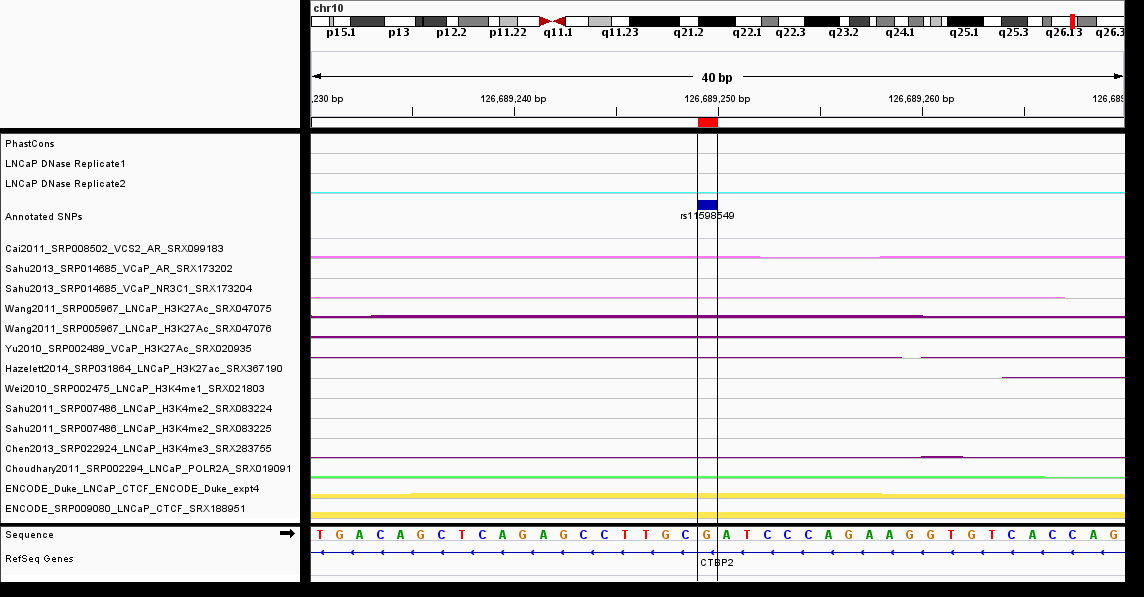 chr10
p15.1 p13 p12.2 p11.22 q11.1 q11.23 q21.2 q22.1 q22.3 q23.2 q24.1 q25.1 q25.3 q26.13 q26.3
40 bp
,230 bp 126,689,240 bp 126,689,250 bp 126,689,260 bp 126,689
PhastCons
LNCaP DNase Replicate1
LNCaP DNase Replicate2
Annotated SNPs
rs11598549
Cai2011_SRP008502_VCS2_AR_SRX099183
Sahu2013_SRP014685_VCaP_AR_SRX173202
Sahu2013_SRP014685_VCaP_NR3C1_SRX173204
Wang2011_SRP005967_LNCaP_H3K27Ac_SRX047075
Wang2011_SRP005967_LNCaP_H3K27Ac_SRX047076
Yu2010_SRP002489_VCaP_H3K27Ac_SRX020935
Hazelett2014_SRP031864_LNCaP_H3K27ac_SRX367190
Wei2010_SRP002475_LNCaP_H3K4me1_SRX021803
Sahu2011_SRP007486_LNCaP_H3K4me2_SRX083224
Sahu2011_SRP007486_LNCaP_H3K4me2_SRX083225
Chen2013_SRP022924_LNCaP_H3K4me3_SRX283755
Choudhary2011_SRP002294_LNCaP_POLR2A_SRX019091
ENCODE_Duke_LNCaP_CTCF_ENCODE_Duke_expt4
ENCODE_SRP009080_LNCaP_CTCF_SRX188951
Sequence T G A C A G C T C A G A G C C T T G C G A T C C C A G A A G G T G T C A C C A G
RefSeq Genes
CTBP2